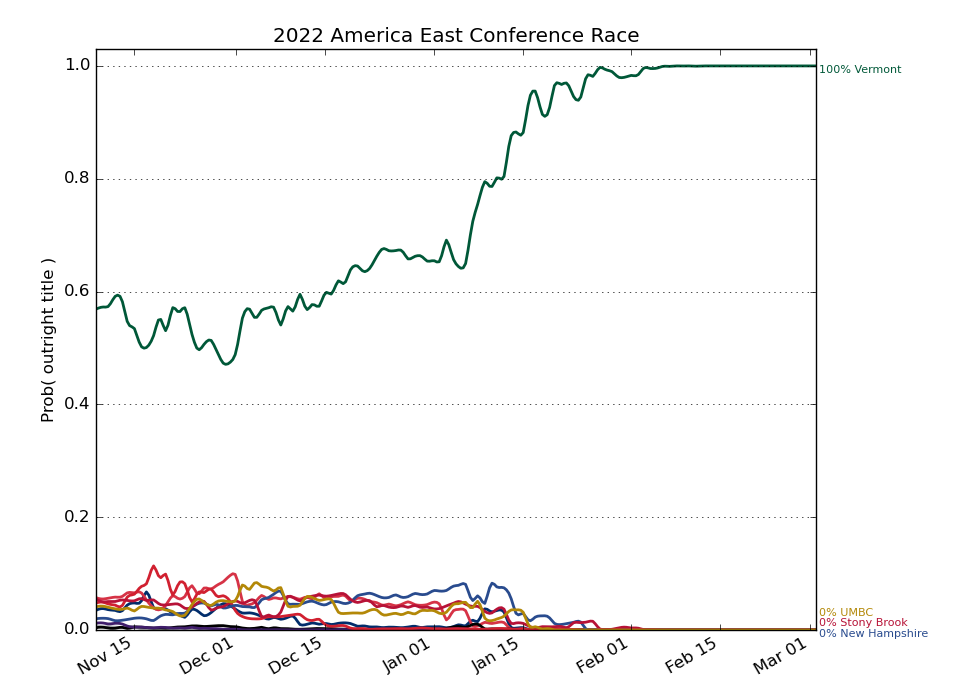 2022 America East Conference Race
Prob( outright title )
1.0
0.8
0.6
0.4
0.2
0.0
100% Vermont
0% UMBC
0% Stony Brook
0% New Hampshire
Nov 15
Dec 01
Dec 15
Jan 01
Jan 15
Feb 01
Feb 15
Mar 01